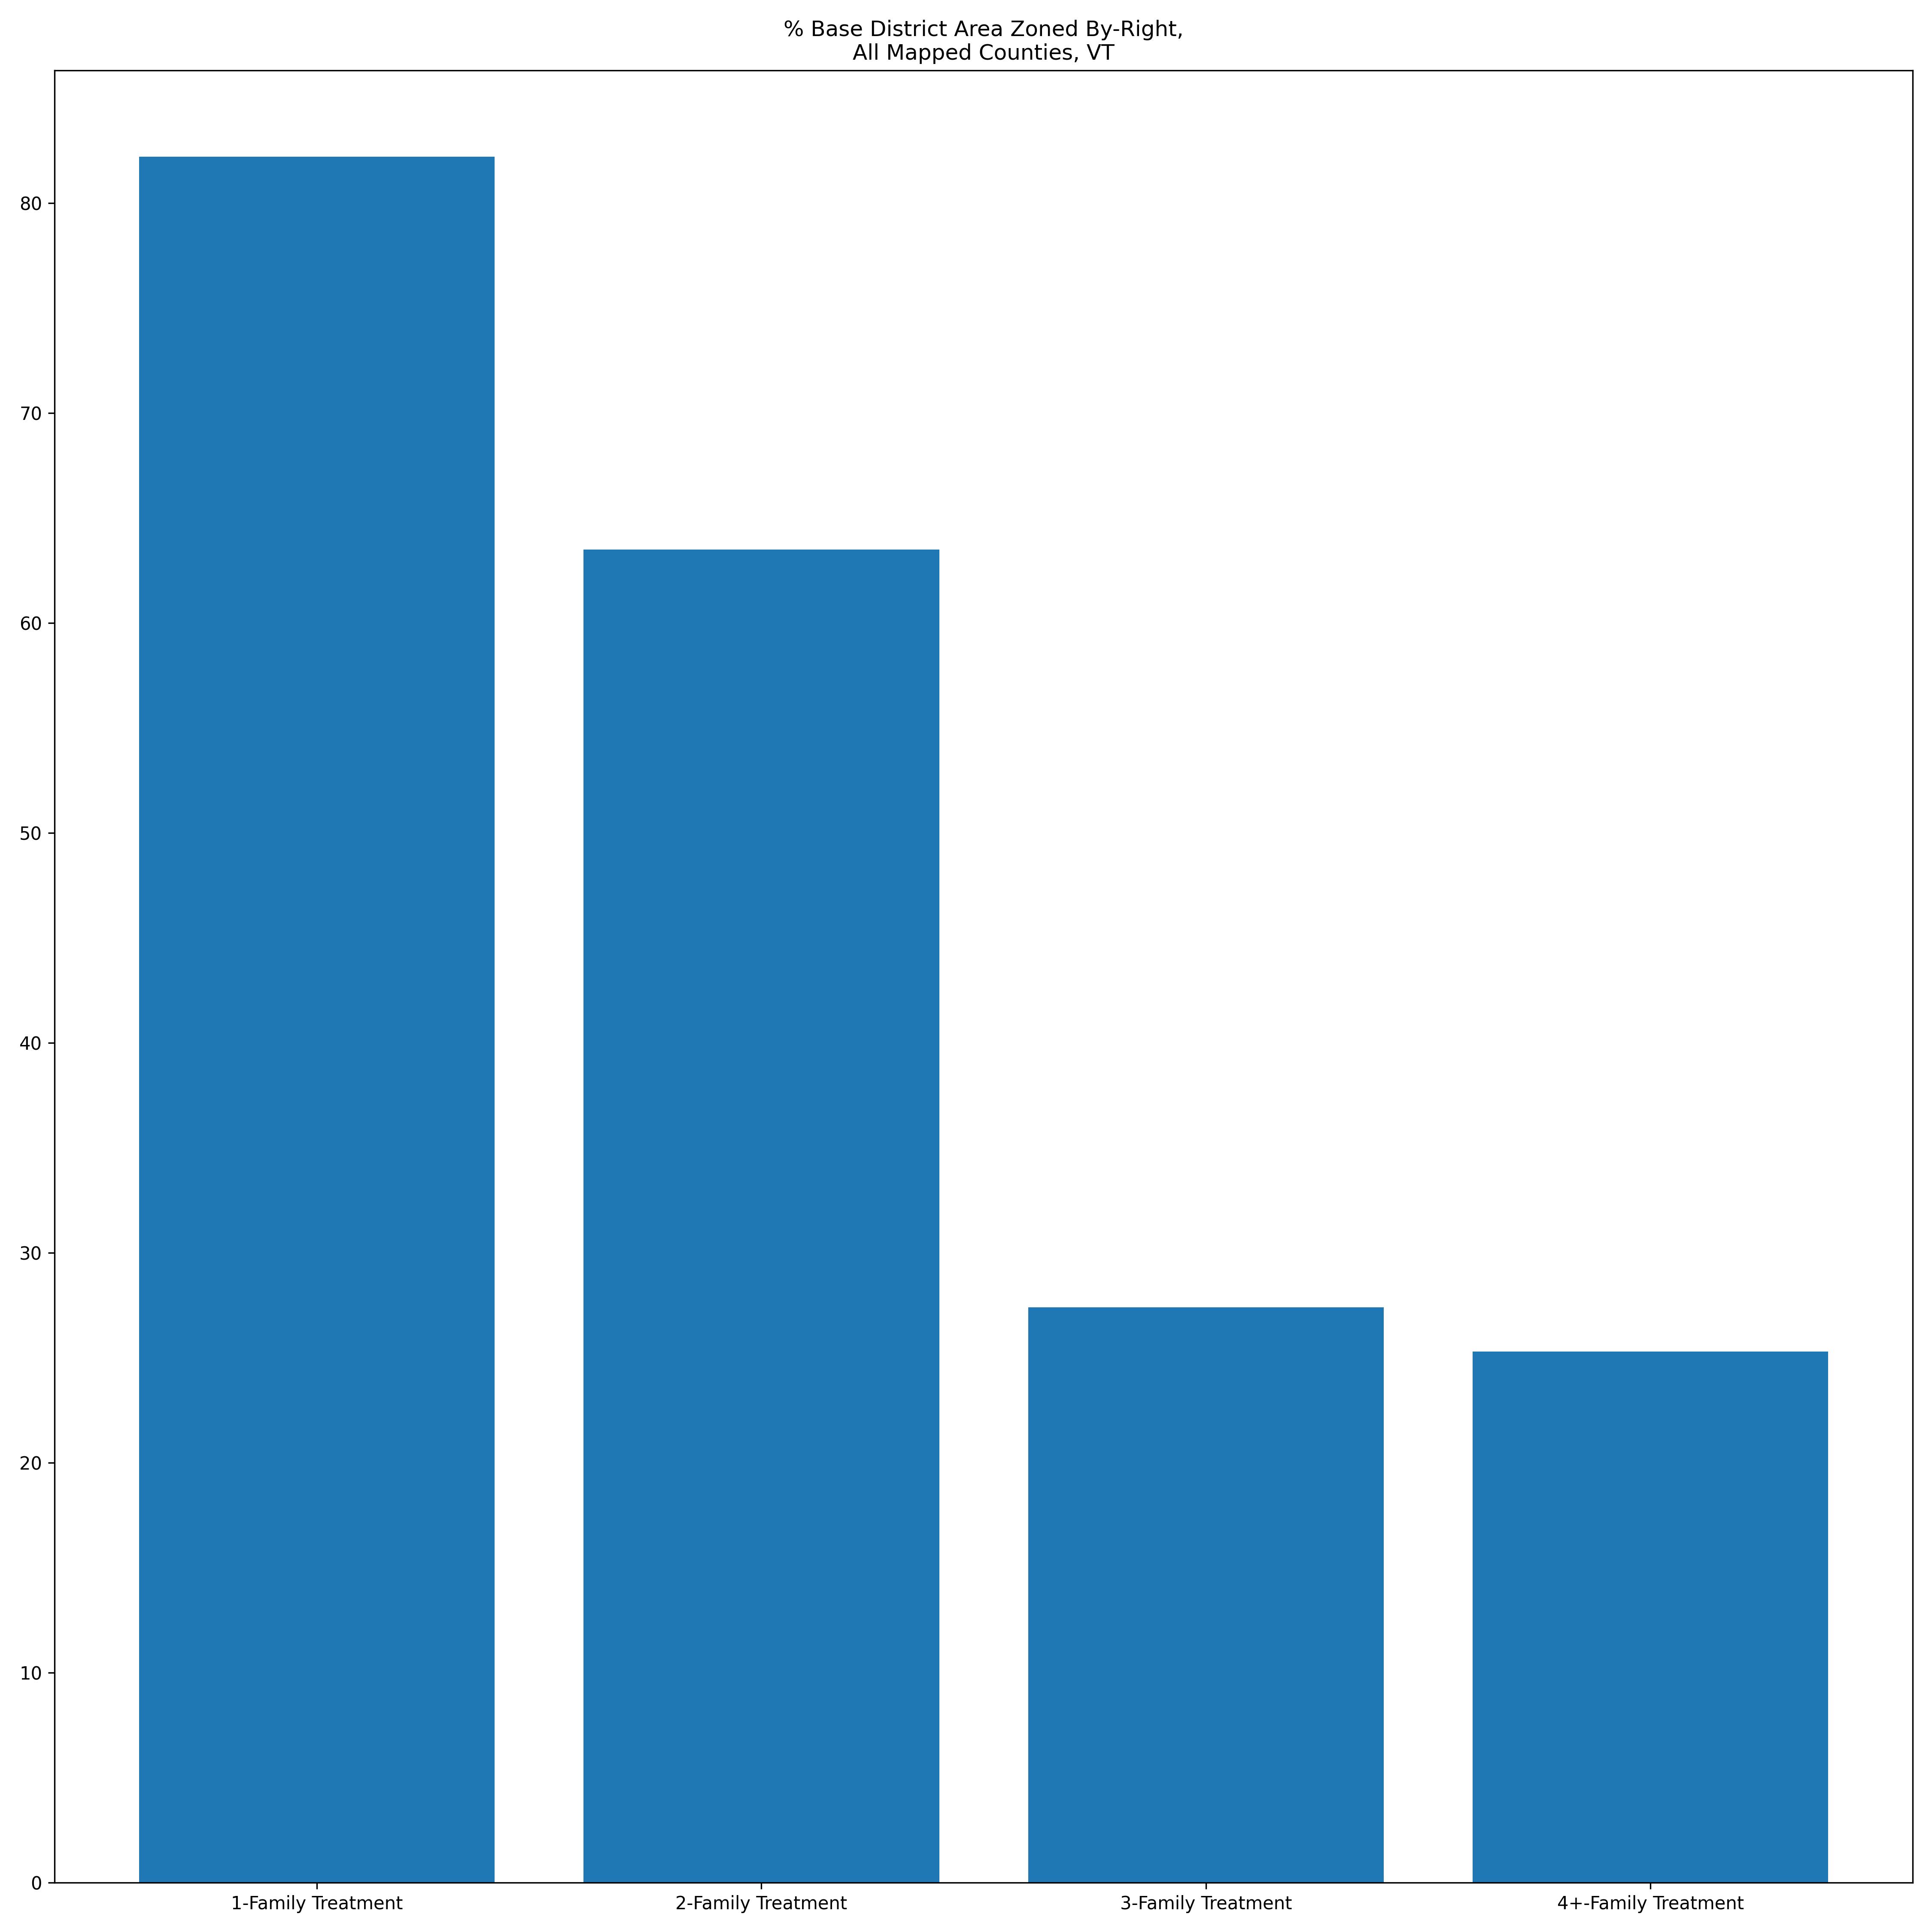 % Base District Area Zoned By-Right,
All Mapped Counties, VT
80
70
60
50
40
30
20
10
0
1-Family Treatment
2-Family Treatment
3-Family Treatment
4+-Family Treatment